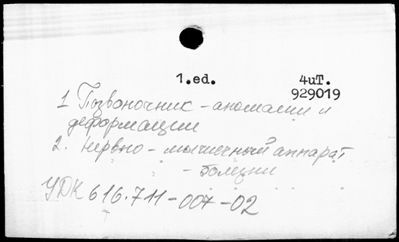 1.ed. 4uT.
929019
1 Позвоночник - аномалии и
деформации
2. Нервно - мышечный аппарат
- болезни
УДК 616.711-007-02